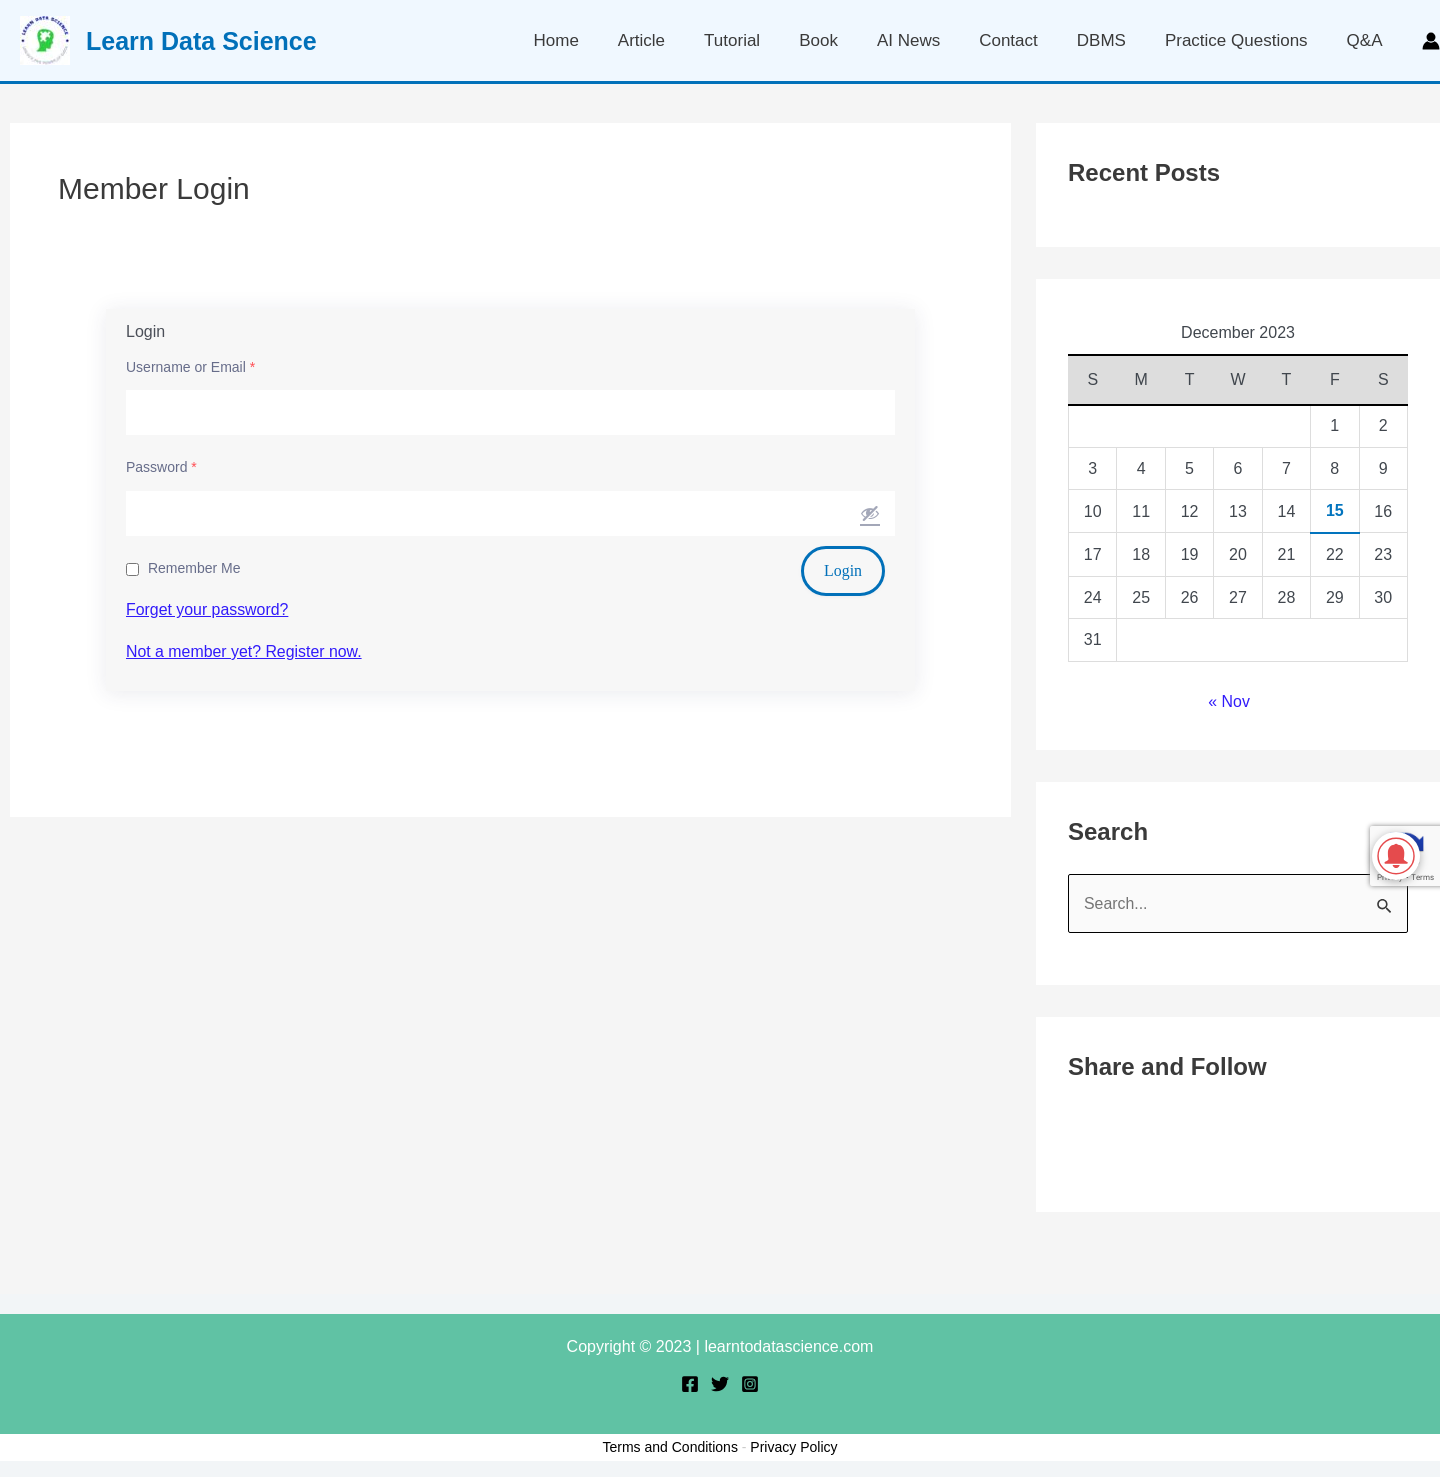 Learn Data Science
Home Article Tutorial Book AI News Contact DBMS Practice Questions Q&A
Member Login
Login
Username or Email *
Password *
Remember Me
Login
Forget your password?
Not a member yet? Register now.
Recent Posts
December 2023
S M T W T F S
1 2
3 4 5 6 7 8 9
10 11 12 13 14 15 16
17 18 19 20 21 22 23
24 25 26 27 28 29 30
31
« Nov
Search
Search...
Terms
Share and Follow
Copyright © 2023 | learntodatascience.com
Terms and Conditions - Privacy Policy